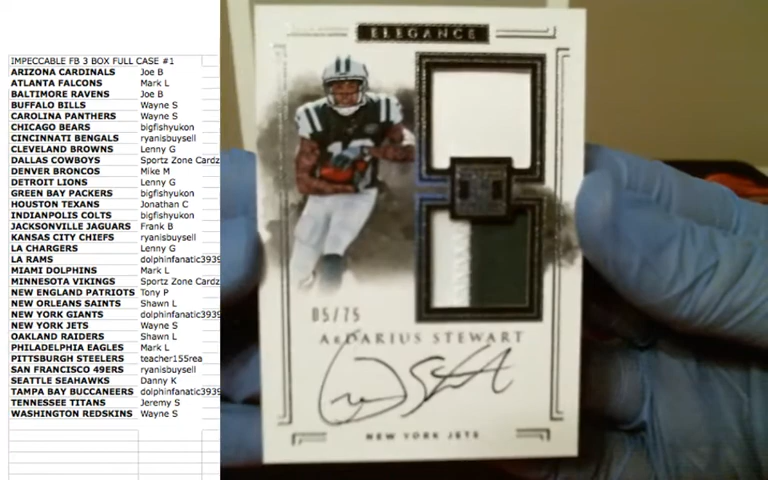 IMPECCABLE FB 3 BOX FULL CASE #1
ARIZONA CARDINALS Joe B
ATLANTA FALCONS Mark L
BALTIMORE RAVENS Joe B
BUFFALO BILLS Wayne S
CAROLINA PANTHERS Wayne S
CHICAGO BEARS bigfishyukon
CINCINNATI BENGALS ryanisbuysell
CLEVELAND BROWNS Lenny G
DALLAS COWBOYS Sportz Zone Cardz
DENVER BRONCOS Mike M
DETROIT LIONS Lenny G
GREEN BAY PACKERS bigfishyukon
HOUSTON TEXANS Jonathan C
INDIANPOLIS COLTS bigfishyukon
JACKSONVILLE JAGUARS Frank B
KANSAS CITY CHIEFS ryanisbuysell
LA CHARGERS Lenny G
LA RAMS dolphinfanatic3939
MIAMI DOLPHINS Mark L
MINNESOTA VIKINGS Sportz Zone Cardz
NEW ENGLAND PATRIOTS Tony P
NEW ORLEANS SAINTS Shawn L
NEW YORK GIANTS dolphinfanatic3939
NEW YORK JETS Wayne S
OAKLAND RAIDERS Shawn L
PHILADELPHIA EAGLES Mark L
PITTSBURGH STEELERS teacher155rea
SAN FRANCISCO 49ERS ryanisbuysell
SEATTLE SEAHAWKS Danny K
TAMPA BAY BUCCANEERS dolphinfanatic3939
TENNESSEE TITANS Jeremy S
WASHINGTON REDSKINS Wayne S
ELEGANCE
05/75
ArDARIUS STEWART
NEW YORK JETS